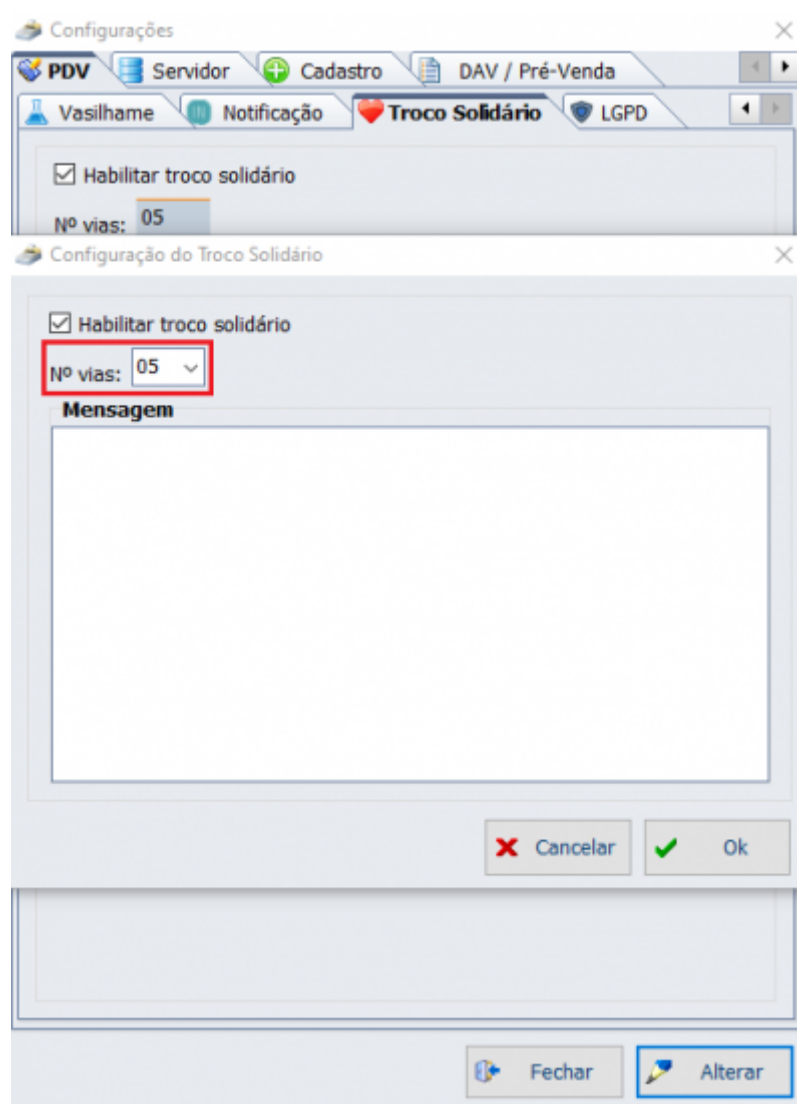 Configurações
PDV Servidor Cadastro DAV / Pré-Venda
Vasilhame IN Notificação Troco Solidário LGPD
Habilitar troco solidário
Nº vias: 05
Configuração do Troco Solidário
Habilitar troco solidário
Nº vias: 05
Mensagem
Cancelar Ok
Fechar Alterar